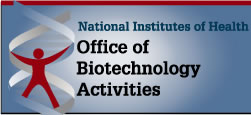 National Institutes of Health
Office of
Biotechnology
Activities